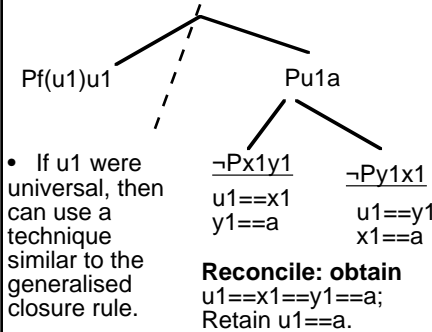 Pf(u1)u1
Pu1a
• If u1 were
universal, then
can use a
technique
similar to the
generalised
closure rule.
¬Px1y1
u1==x1
y1==a
¬Py1x1
u1==y1
x1==a
Reconcile: obtain
u1==x1==y1==a;
Retain u1==a.